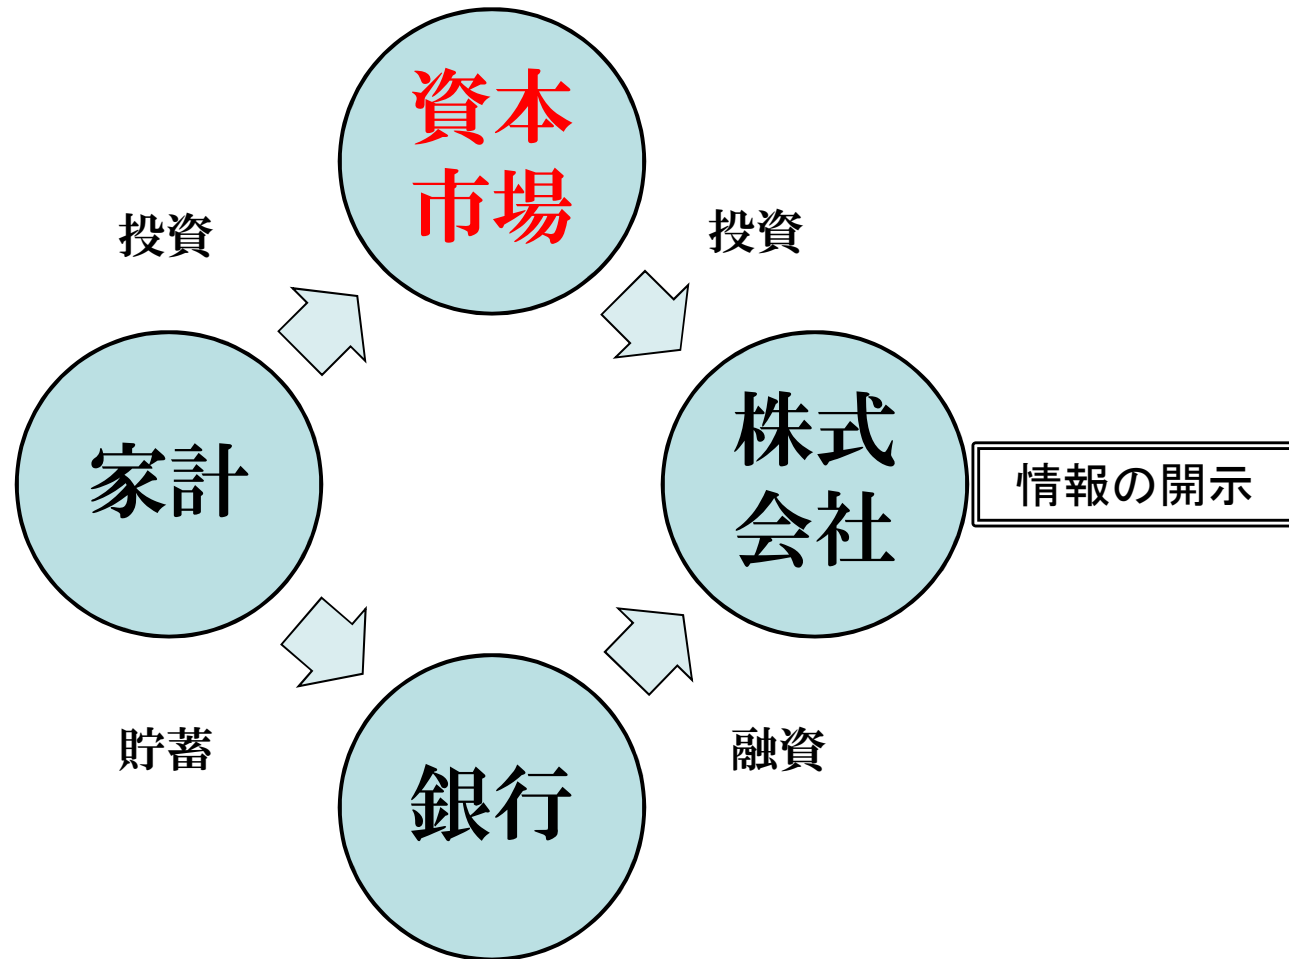 資本
市場
投資
投資
家計
株式
会社
情報の開示
貯蓄
融資
銀行